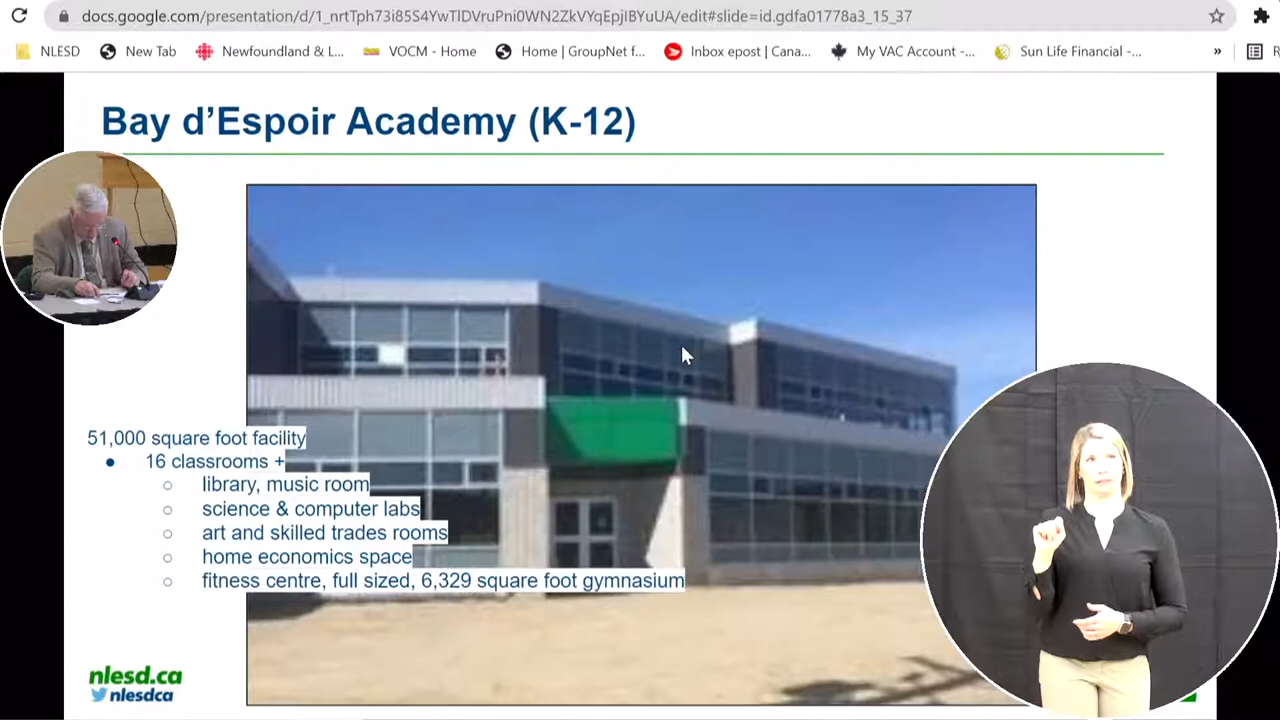 docs.google.com/presentation/d/1_nrtTph73i85S4YwTlDVruPni0WN2ZkVYqEpjIBYuUA/edit#slide=id.gdfa01778a3_15_37
NLESD New Tab Newfoundland & L... VOCM - Home Home | GroupNet f... Inbox epost | Cana... My VAC Account -... Sun Life Financial -... »
Bay d’Espoir Academy (K-12)
51,000 square foot facility
● 16 classrooms +
○ library, music room
○ science & computer labs
○ art and skilled trades rooms
○ home economics space
○ fitness centre, full sized, 6,329 square foot gymnasium
nlesd.ca
nlesdca